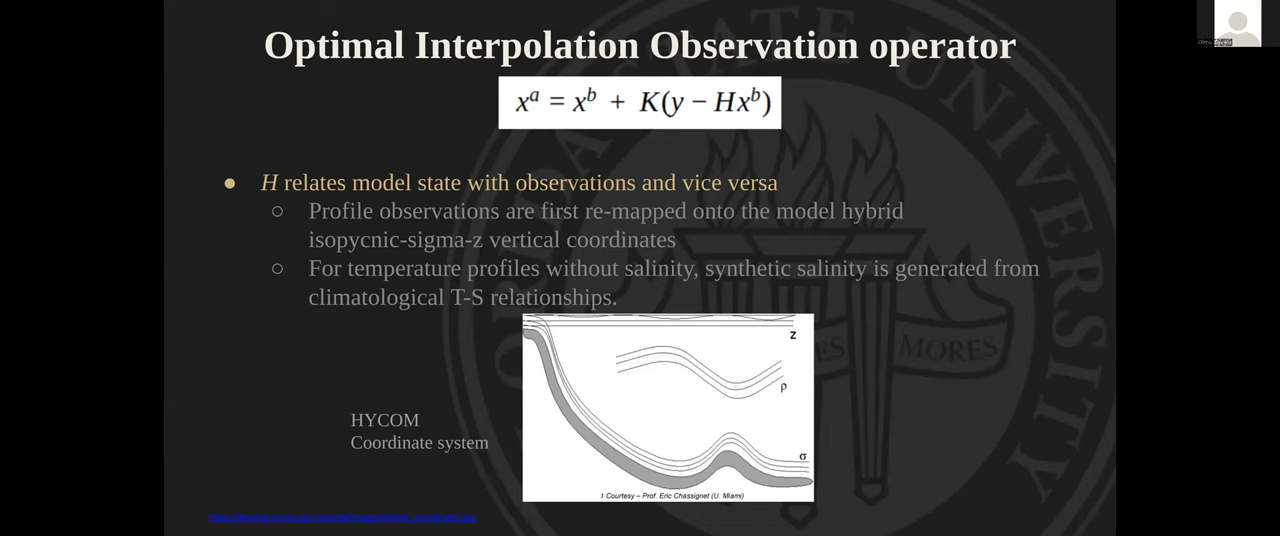 Optimal Interpolation Observation operator
xᵃ = xᵇ + K(y − Hxᵇ)
● H relates model state with observations and vice versa
○ Profile observations are first re-mapped onto the model hybrid
isopycnic-sigma-z vertical coordinates
○ For temperature profiles without salinity, synthetic salinity is generated from
climatological T-S relationships.
z
ρ
HYCOM
Coordinate system
σ
1 Courtesy – Prof. Eric Chassignet (U. Miami)
STATE UNIVERSITY
MORES